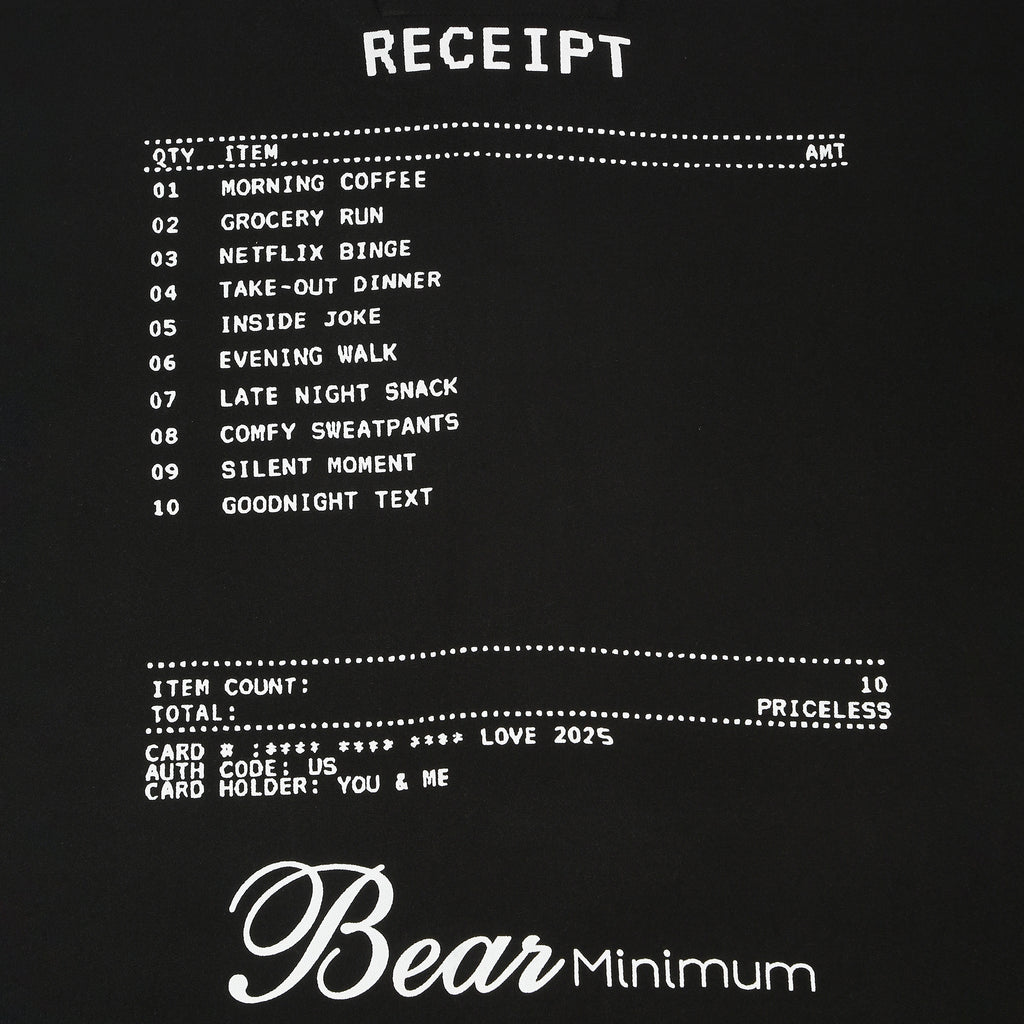 RECEIPT
QTY ITEM AMT
01 MORNING COFFEE
02 GROCERY RUN
03 NETFLIX BINGE
04 TAKE-OUT DINNER
05 INSIDE JOKE
06 EVENING WALK
07 LATE NIGHT SNACK
08 COMFY SWEATPANTS
09 SILENT MOMENT
10 GOODNIGHT TEXT
ITEM COUNT: 10
TOTAL: PRICELESS
CARD # :**** **** **** LOVE 2025
AUTH CODE: US
CARD HOLDER: YOU & ME
Bear Minimum